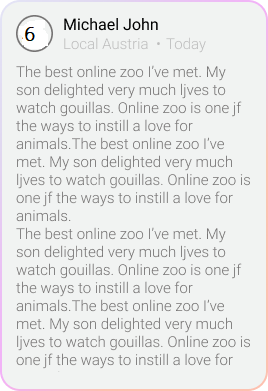 6
Michael John
Local Austria • Today
The best online zoo I've met. My
son delighted very much ljves to
watch gouillas. Online zoo is one jf
the ways to instill a love for
animals.The best online zoo I've
met. My son delighted very much
ljves to watch gouillas. Online zoo is
one jf the ways to instill a love for
animals.
The best online zoo I've met. My
son delighted very much ljves to
watch gouillas. Online zoo is one jf
the ways to instill a love for
animals.The best online zoo I've
met. My son delighted very much
ljves to watch gouillas. Online zoo is
one jf the ways to instill a love for